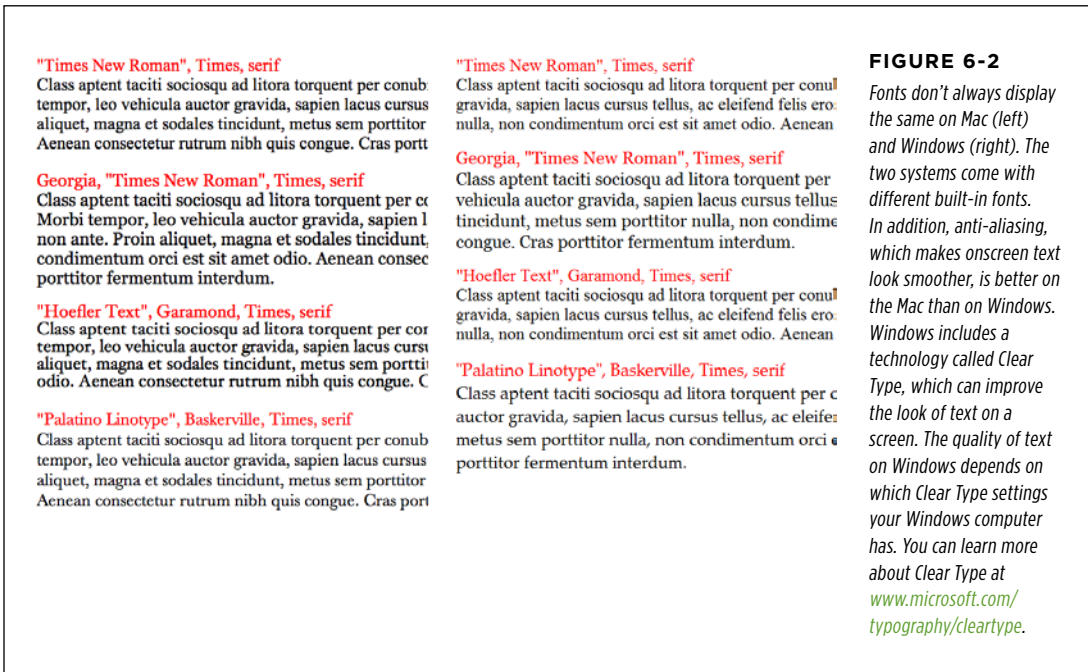 "Times New Roman", Times, serif
Class aptent taciti sociosqu ad litora torquent per conub
tempor, leo vehicula auctor gravida, sapien lacus cursus
aliquet, magna et sodales tincidunt, metus sem porttitor
Aenean consectetur rutrum nibh quis congue. Cras portt
Georgia, "Times New Roman", Times, serif
Class aptent taciti sociosqu ad litora torquent per co
Morbi tempor, leo vehicula auctor gravida, sapien l
non ante. Proin aliquet, magna et sodales tincidunt,
condimentum orci est sit amet odio. Aenean consec
porttitor fermentum interdum.
"Hoefler Text", Garamond, Times, serif
Class aptent taciti sociosqu ad litora torquent per cor
tempor, leo vehicula auctor gravida, sapien lacus cursu
aliquet, magna et sodales tincidunt, metus sem porttit
odio. Aenean consectetur rutrum nibh quis congue. C
"Palatino Linotype", Baskerville, Times, serif
Class aptent taciti sociosqu ad litora torquent per conub
tempor, leo vehicula auctor gravida, sapien lacus cursus
aliquet, magna et sodales tincidunt, metus sem porttitor
Aenean consectetur rutrum nibh quis congue. Cras port
"Times New Roman", Times, serif
Class aptent taciti sociosqu ad litora torquent per conul
gravida, sapien lacus cursus tellus, ac eleifend felis ero
nulla, non condimentum orci est sit amet odio. Aenean
Georgia, "Times New Roman", Times, serif
Class aptent taciti sociosqu ad litora torquent per
vehicula auctor gravida, sapien lacus cursus tellus
tincidunt, metus sem porttitor nulla, non condime
congue. Cras porttitor fermentum interdum.
"Hoefler Text", Garamond, Times, serif
Class aptent taciti sociosqu ad litora torquent per conul
gravida, sapien lacus cursus tellus, ac eleifend felis ero
nulla, non condimentum orci est sit amet odio. Aenean
"Palatino Linotype", Baskerville, Times, serif
Class aptent taciti sociosqu ad litora torquent per c
auctor gravida, sapien lacus cursus tellus, ac eleife
metus sem porttitor nulla, non condimentum orci e
porttitor fermentum interdum.
FIGURE 6-2
Fonts don't always display
the same on Mac (left)
and Windows (right). The
two systems come with
different built-in fonts.
In addition, anti-aliasing,
which makes onscreen text
look smoother, is better on
the Mac than on Windows.
Windows includes a
technology called Clear
Type, which can improve
the look of text on a
screen. The quality of text
on Windows depends on
which Clear Type settings
your Windows computer
has. You can learn more
about Clear Type at
www.microsoft.com/
typography/cleartype.